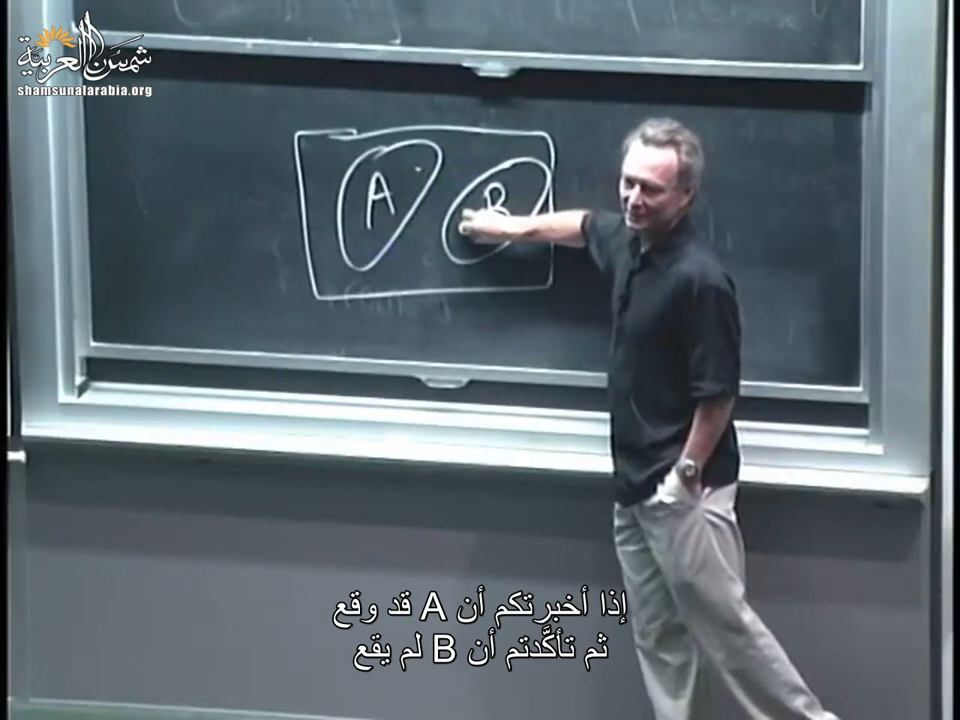 شمس العربية
shamsunalarabia.org
A
B
إذا أخبرتكم أن A قد وقع
ثم تأكَّدتم أن B لم يقع